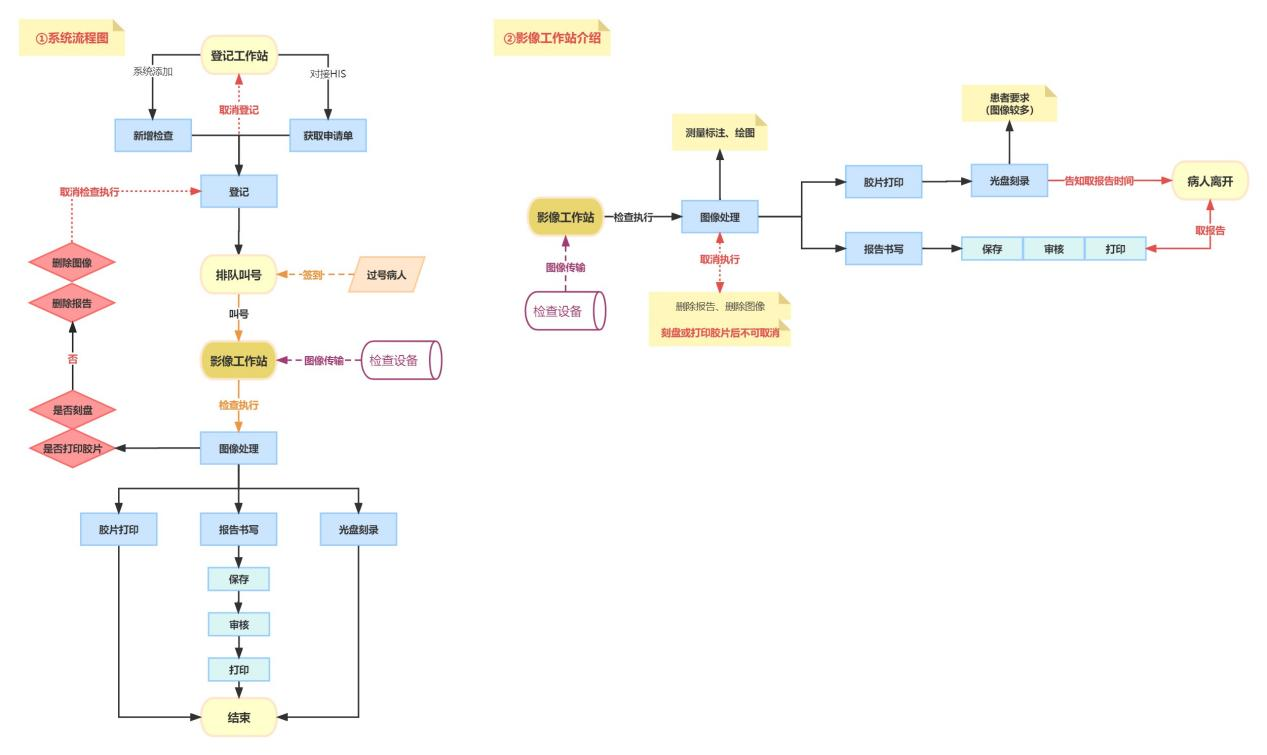 ①系统流程图
登记工作站
系统添加
对接HIS
取消登记
新增检查
获取申请单
取消检查执行
登记
删除图像
排队叫号
签到
过号病人
删除报告
叫号
否
影像工作站
图像传输
检查设备
是否刻盘
检查执行
是否打印胶片
图像处理
胶片打印
报告书写
光盘刻录
保存
审核
打印
结束
②影像工作站介绍
患者要求
（图像较多）
测量标注、绘图
胶片打印
光盘刻录
告知取报告时间
病人离开
影像工作站
检查执行
图像处理
取报告
报告书写
保存
审核
打印
取消执行
图像传输
检查设备
删除报告、删除图像
刻盘或打印胶片后不可取消